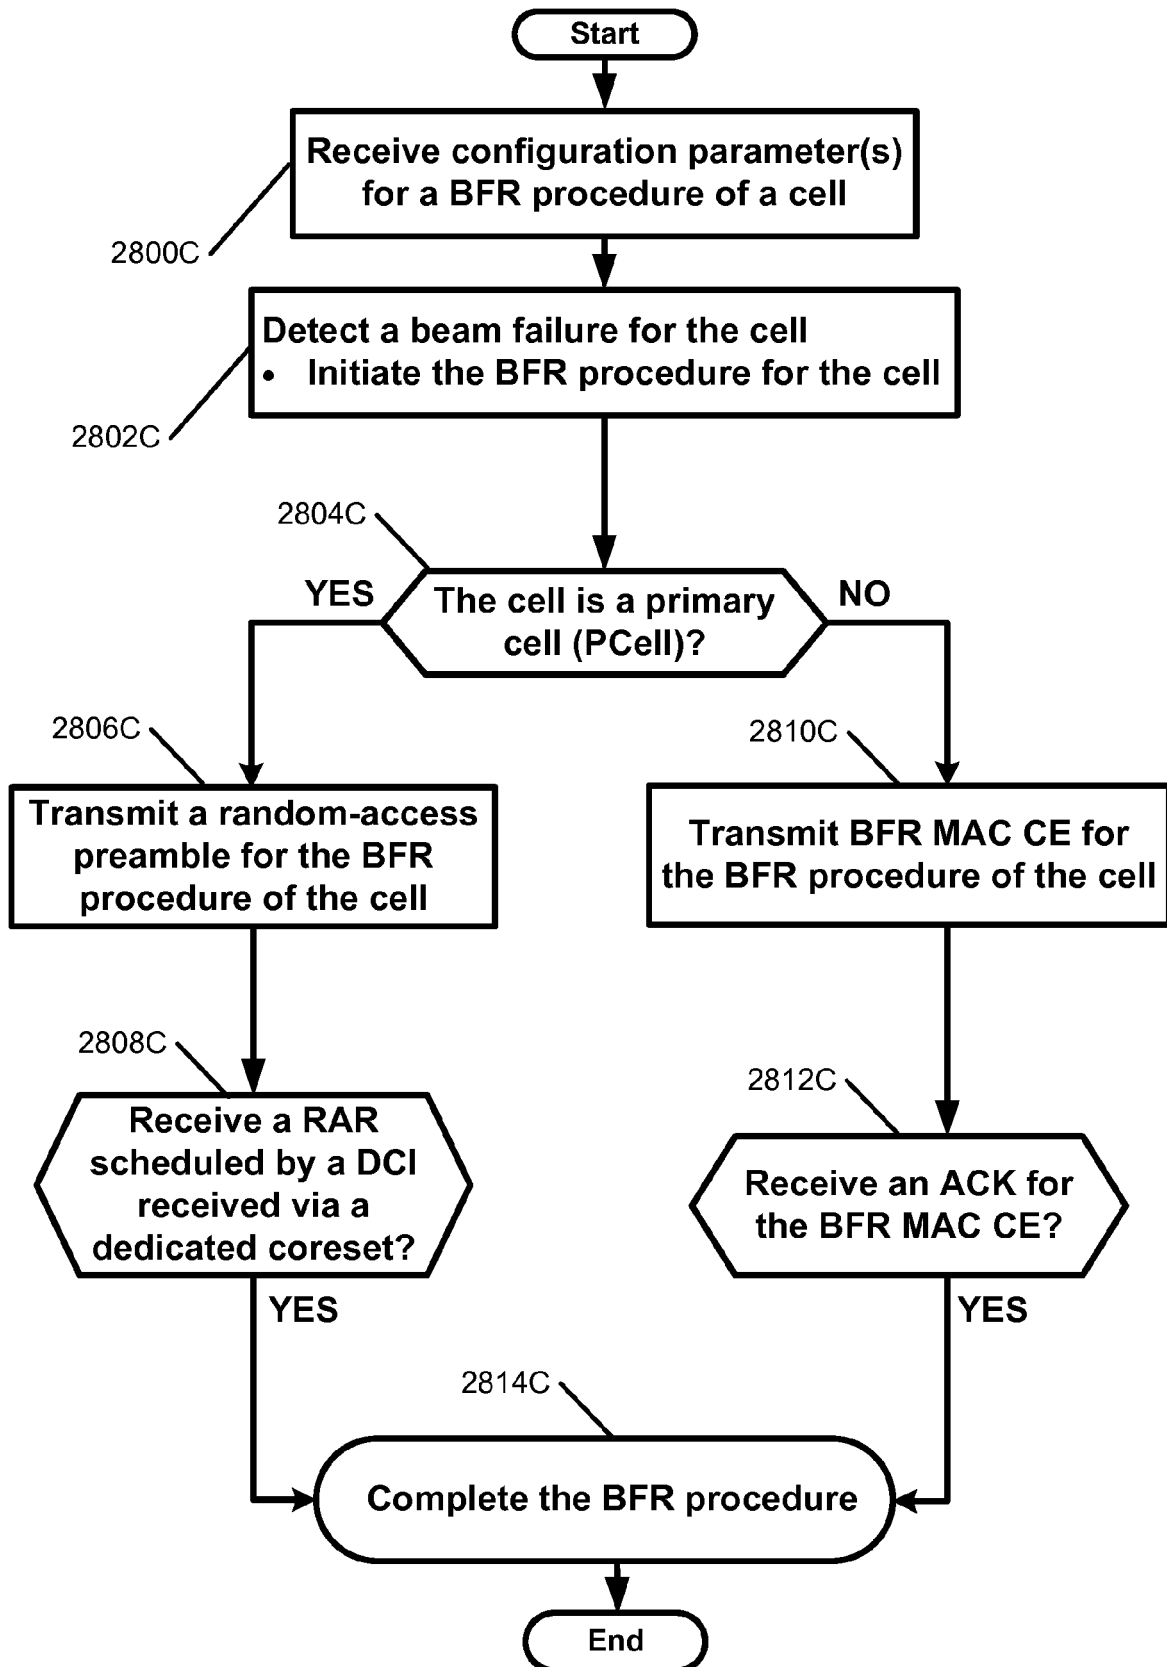 Start
Receive configuration parameter(s)
for a BFR procedure of a cell
2800C
Detect a beam failure for the cell
• Initiate the BFR procedure for the cell
2802C
2804C
YES
The cell is a primary
cell (PCell)?
NO
2806C
Transmit a random-access
preamble for the BFR
procedure of the cell
2810C
Transmit BFR MAC CE for
the BFR procedure of the cell
2808C
Receive a RAR
scheduled by a DCI
received via a
dedicated coreset?
YES
2812C
Receive an ACK for
the BFR MAC CE?
YES
2814C
Complete the BFR procedure
End